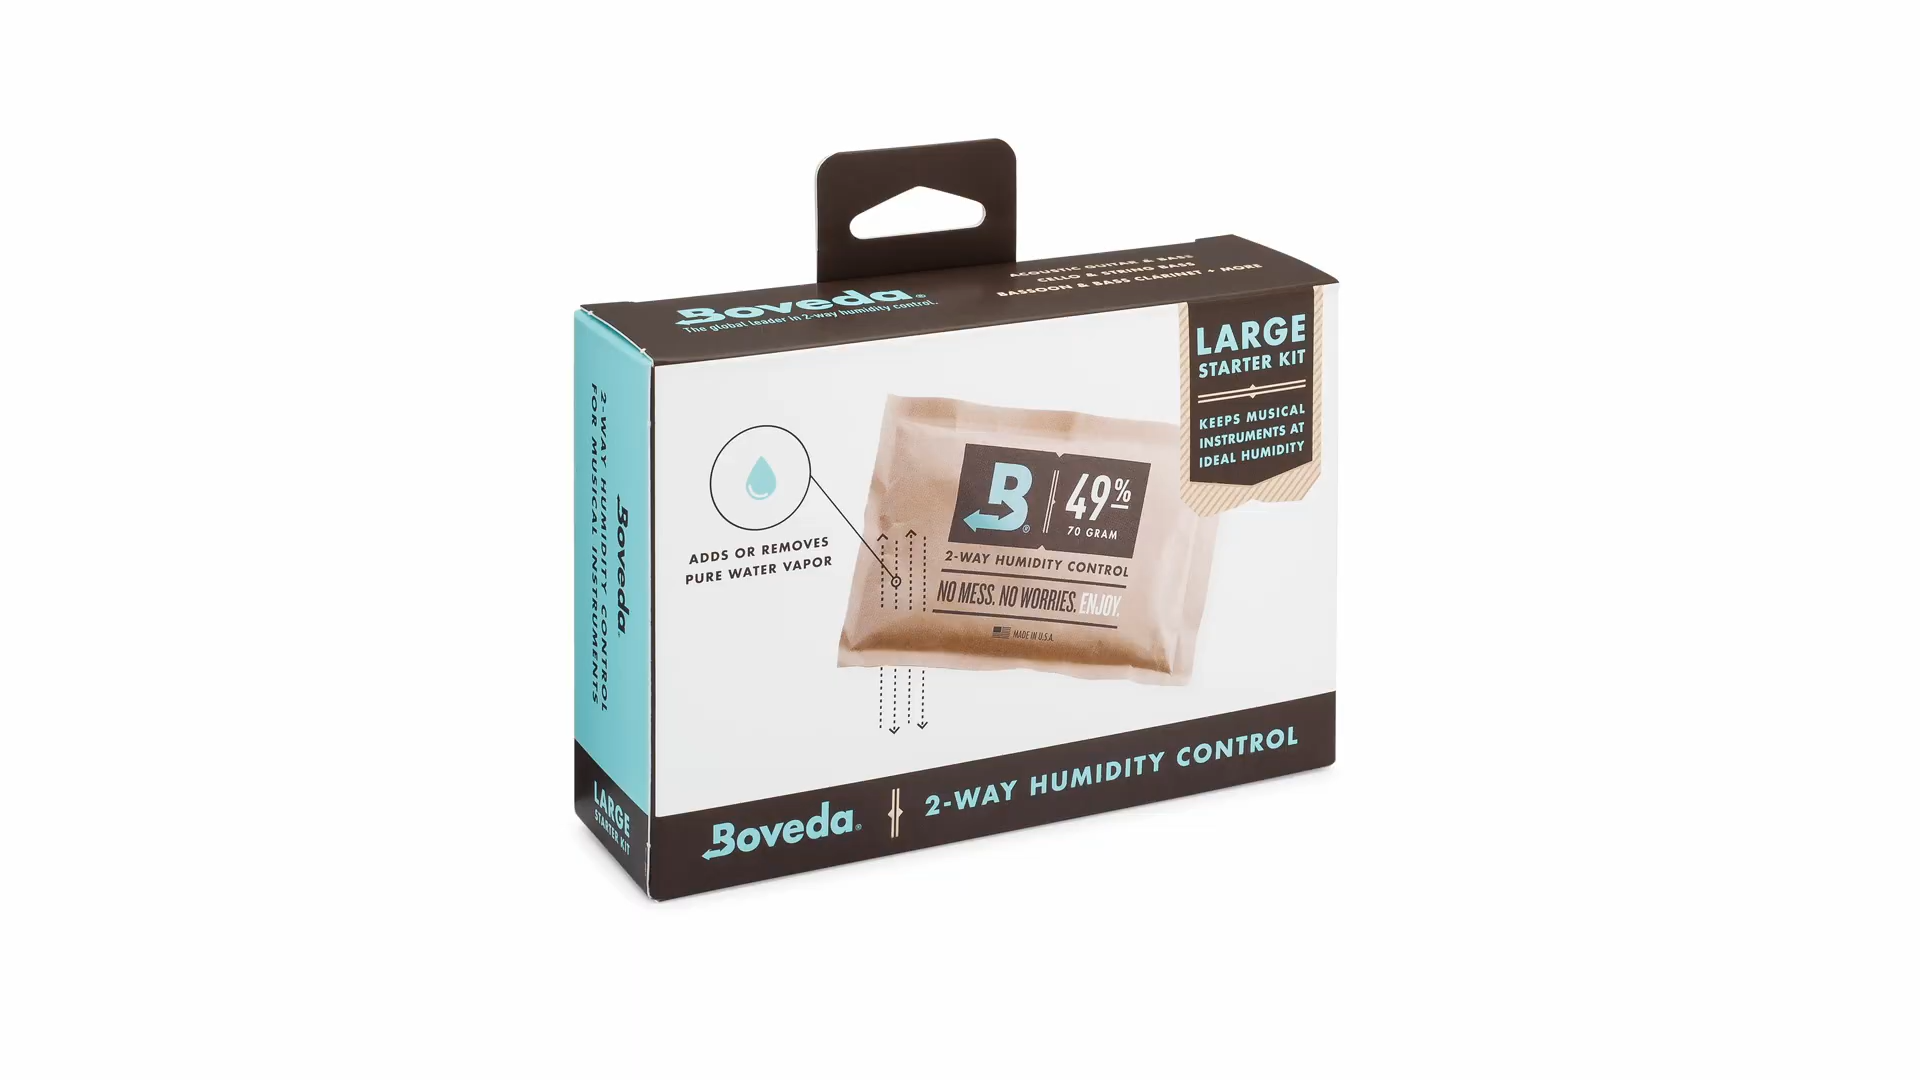 Boveda®
The global leader in 2-way humidity control.
ACOUSTIC GUITAR & BASS
CELLO & STRING BASS
BASSOON & BASS CLARINET + MORE
LARGE
STARTER KIT
KEEPS MUSICAL
INSTRUMENTS AT
IDEAL HUMIDITY
ADDS OR REMOVES
PURE WATER VAPOR
B®
49%
70 GRAM
2-WAY HUMIDITY CONTROL
NO MESS. NO WORRIES. ENJOY.
MADE IN U.S.A.
Boveda®
2-WAY HUMIDITY CONTROL
Boveda®
2-WAY HUMIDITY CONTROL
FOR MUSICAL INSTRUMENTS
LARGE
STARTER KIT